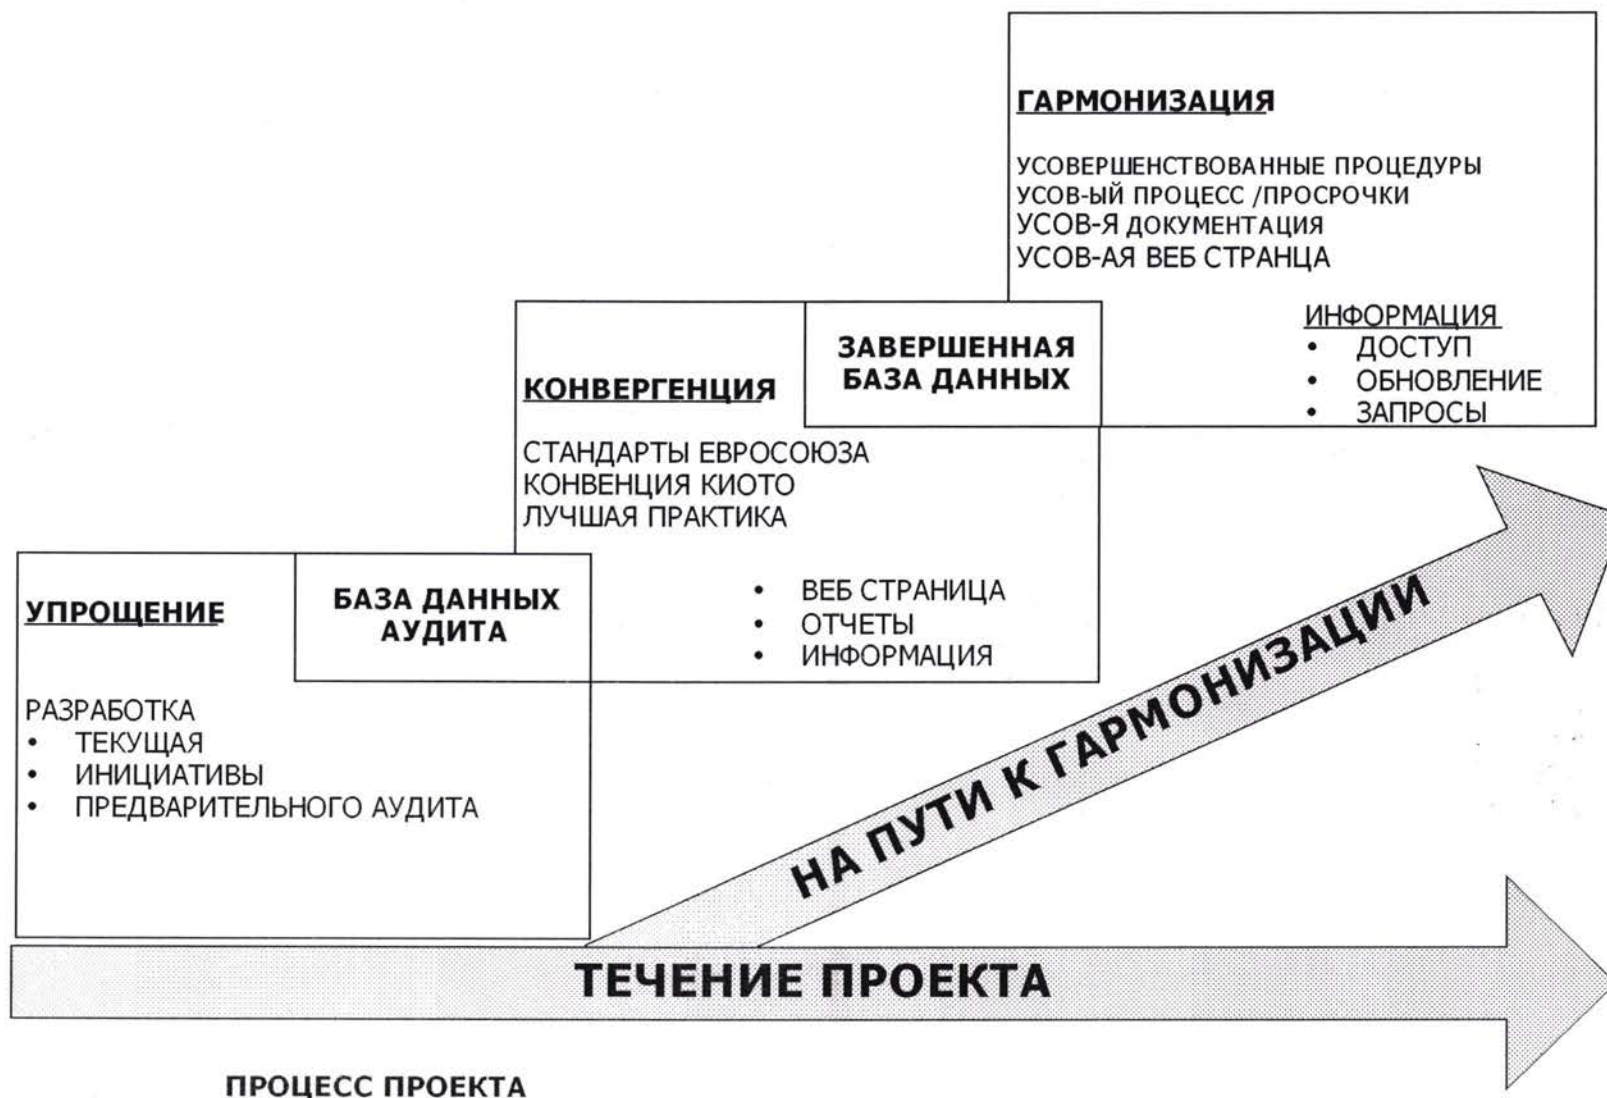 ГАРМОНИЗАЦИЯ
УСОВЕРШЕНСТВОВАННЫЕ ПРОЦЕДУРЫ
УСОВ-ЫЙ ПРОЦЕСС /ПРОСРОЧКИ
УСОВ-Я ДОКУМЕНТАЦИЯ
УСОВ-АЯ ВЕБ СТРАНЦА
ИНФОРМАЦИЯ
• ДОСТУП
• ОБНОВЛЕНИЕ
• ЗАПРОСЫ
ЗАВЕРШЕННАЯ
БАЗА ДАННЫХ
КОНВЕРГЕНЦИЯ
СТАНДАРТЫ ЕВРОСОЮЗА
КОНВЕНЦИЯ КИОТО
ЛУЧШАЯ ПРАКТИКА
• ВЕБ СТРАНИЦА
• ОТЧЕТЫ
• ИНФОРМАЦИЯ
БАЗА ДАННЫХ
АУДИТА
УПРОЩЕНИЕ
РАЗРАБОТКА
• ТЕКУЩАЯ
• ИНИЦИАТИВЫ
• ПРЕДВАРИТЕЛЬНОГО АУДИТА
НА ПУТИ К ГАРМОНИЗАЦИИ
ТЕЧЕНИЕ ПРОЕКТА
ПРОЦЕСС ПРОЕКТА